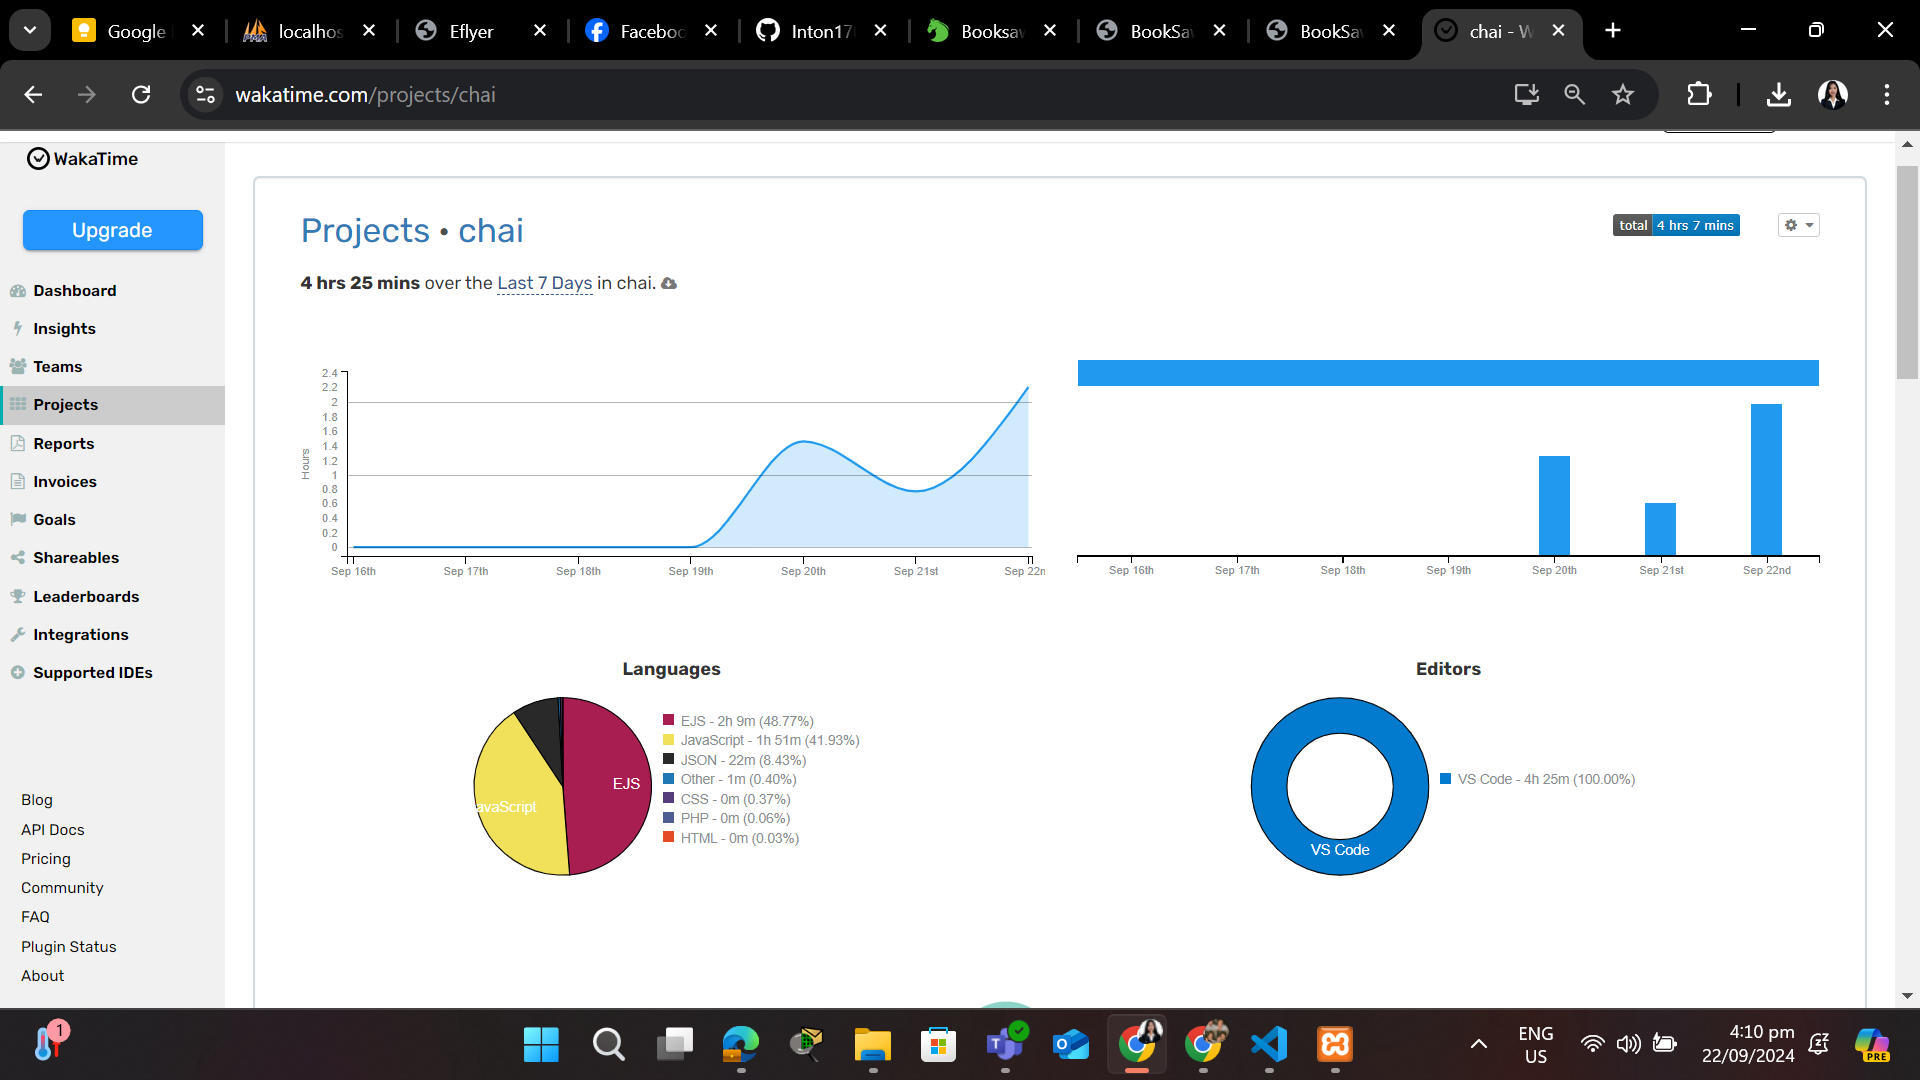 Google
localhos
Eflyer
Faceboo
Inton17
Booksav
BookSav
BookSav
chai - W
wakatime.com/projects/chai
WakaTime
Upgrade
Dashboard
Insights
Teams
Projects
Reports
Invoices
Goals
Shareables
Leaderboards
Integrations
Supported IDEs
Blog
API Docs
Pricing
Community
FAQ
Plugin Status
About
Projects • chai
total 4 hrs 7 mins
4 hrs 25 mins over the Last 7 Days in chai.
Hours
2.4
2.2
2
1.8
1.6
1.4
1.2
1
0.8
0.6
0.4
0.2
0
Sep 16th Sep 17th Sep 18th Sep 19th Sep 20th Sep 21st Sep 22n
Sep 16th Sep 17th Sep 18th Sep 19th Sep 20th Sep 21st Sep 22nd
Languages
EJS
avaScript
EJS - 2h 9m (48.77%)
JavaScript - 1h 51m (41.93%)
JSON - 22m (8.43%)
Other - 1m (0.40%)
CSS - 0m (0.37%)
PHP - 0m (0.06%)
HTML - 0m (0.03%)
Editors
VS Code
VS Code - 4h 25m (100.00%)
1
ENG
US
4:10 pm
22/09/2024
PRE